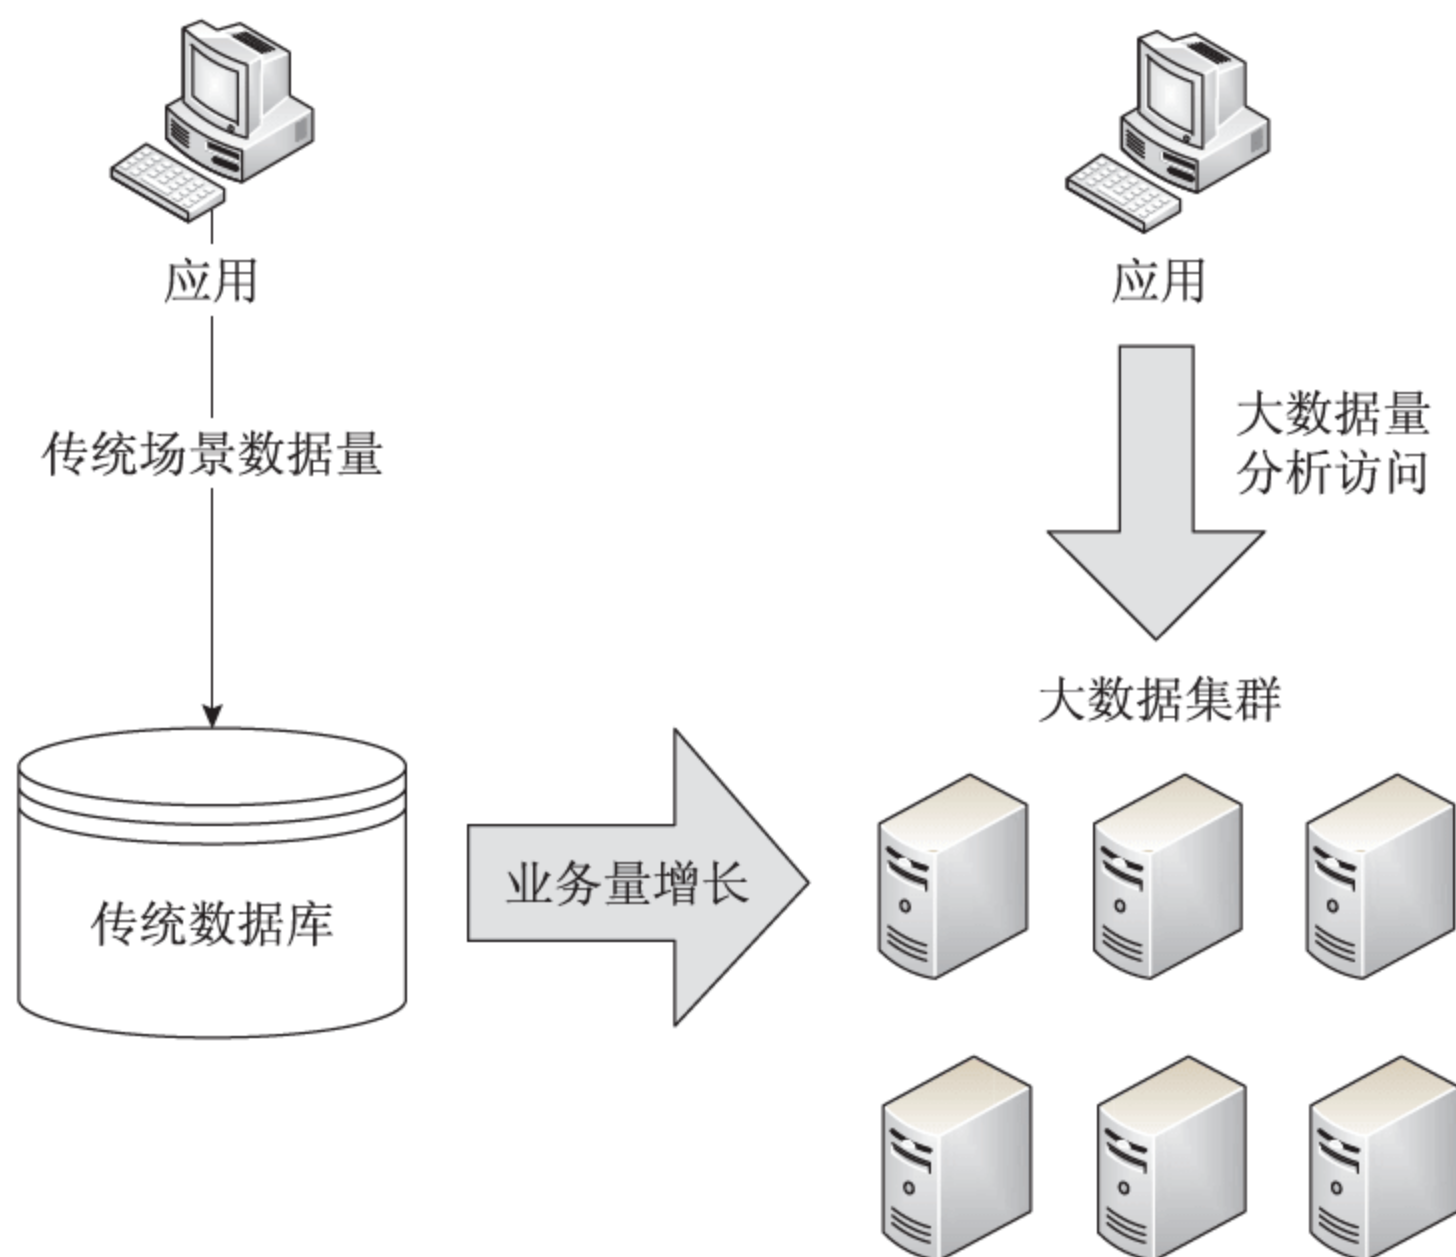 应用
传统场景数据量
传统数据库
业务量增长
应用
大数据量
分析访问
大数据集群